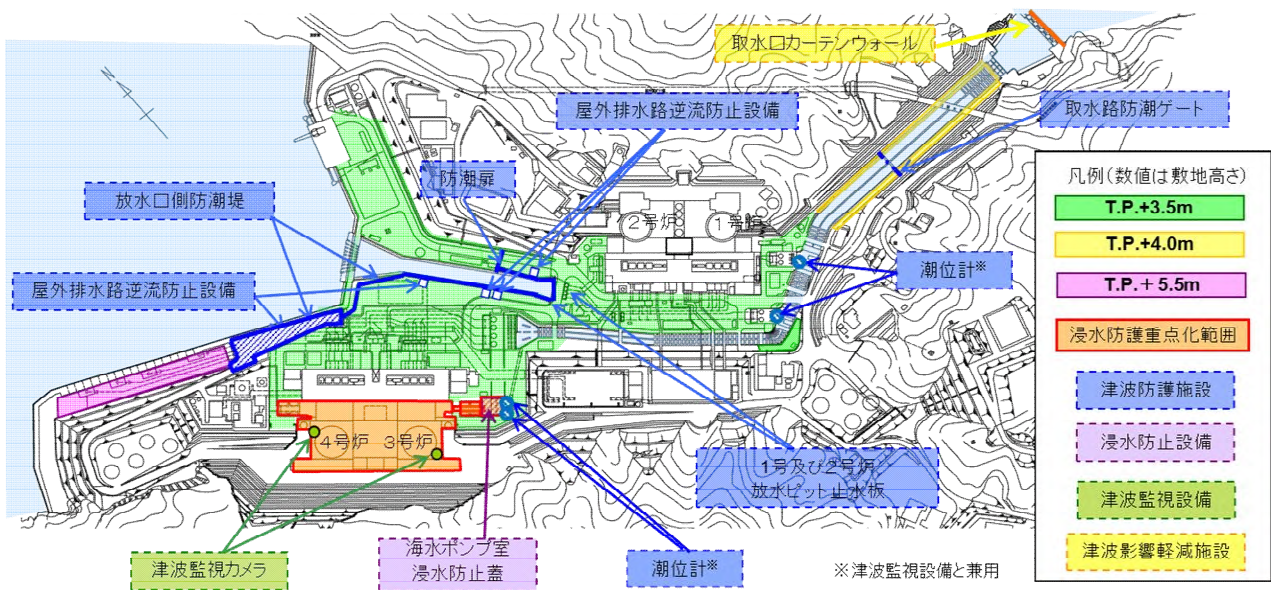 取水口カーテンウォール
屋外排水路逆流防止設備
取水路防潮ゲート
防潮扉
放水口側防潮堤
2号炉 1号炉
潮位計※
屋外排水路逆流防止設備
4号炉 3号炉
1号及び2号炉
放水ピット止水板
津波監視カメラ
海水ポンプ室
浸水防止蓋
潮位計※
※津波監視設備と兼用
凡例(数値は敷地高さ)
T.P.+3.5m
T.P.+4.0m
T.P.+5.5m
浸水防護重点化範囲
津波防護施設
浸水防止設備
津波監視設備
津波影響軽減施設
N